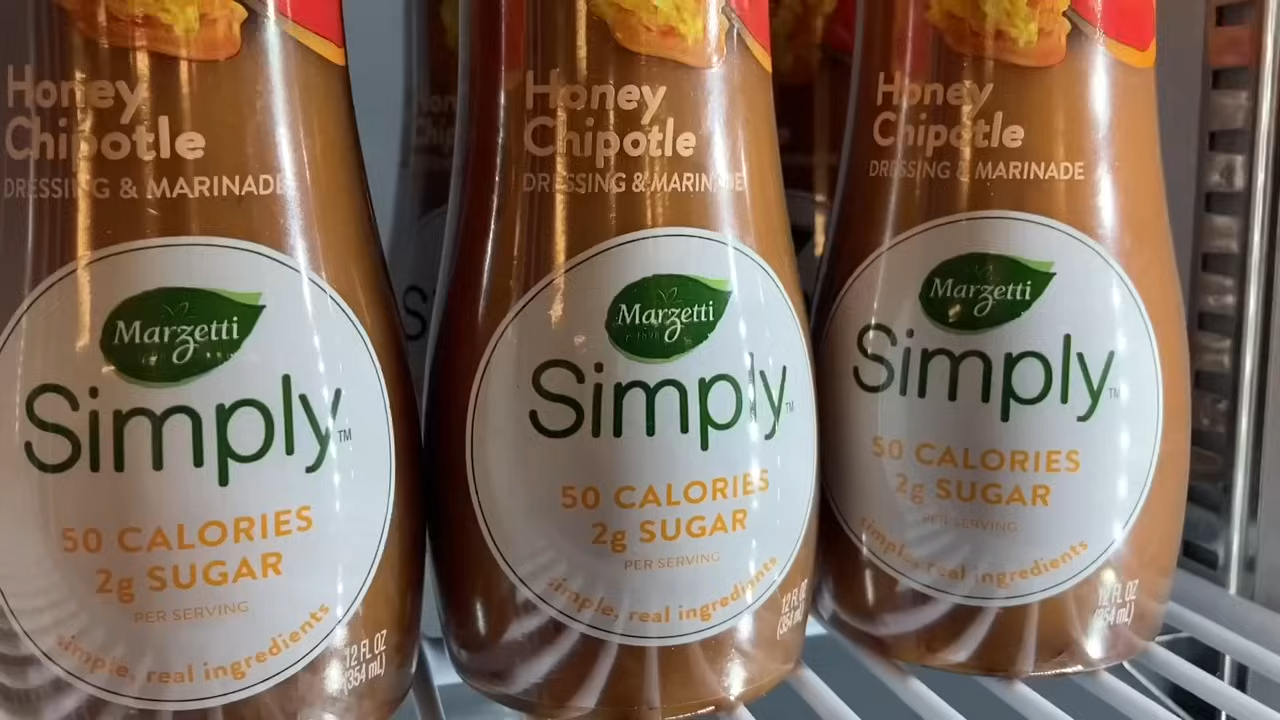 Honey
Chipotle
DRESSING & MARINADE
Marzetti
Simply™
50 CALORIES
2g SUGAR
PER SERVING
simple, real ingredients
12 FL OZ
(354 mL)
Honey
Chipotle
DRESSING & MARINADE
Marzetti
Simply™
50 CALORIES
2g SUGAR
PER SERVING
simple, real ingredients
12 FL OZ
(354 mL)
Honey
Chipotle
DRESSING & MARINADE
Marzetti
Simply™
50 CALORIES
2g SUGAR
PER SERVING
simple, real ingredients
12 FL OZ
(354 mL)